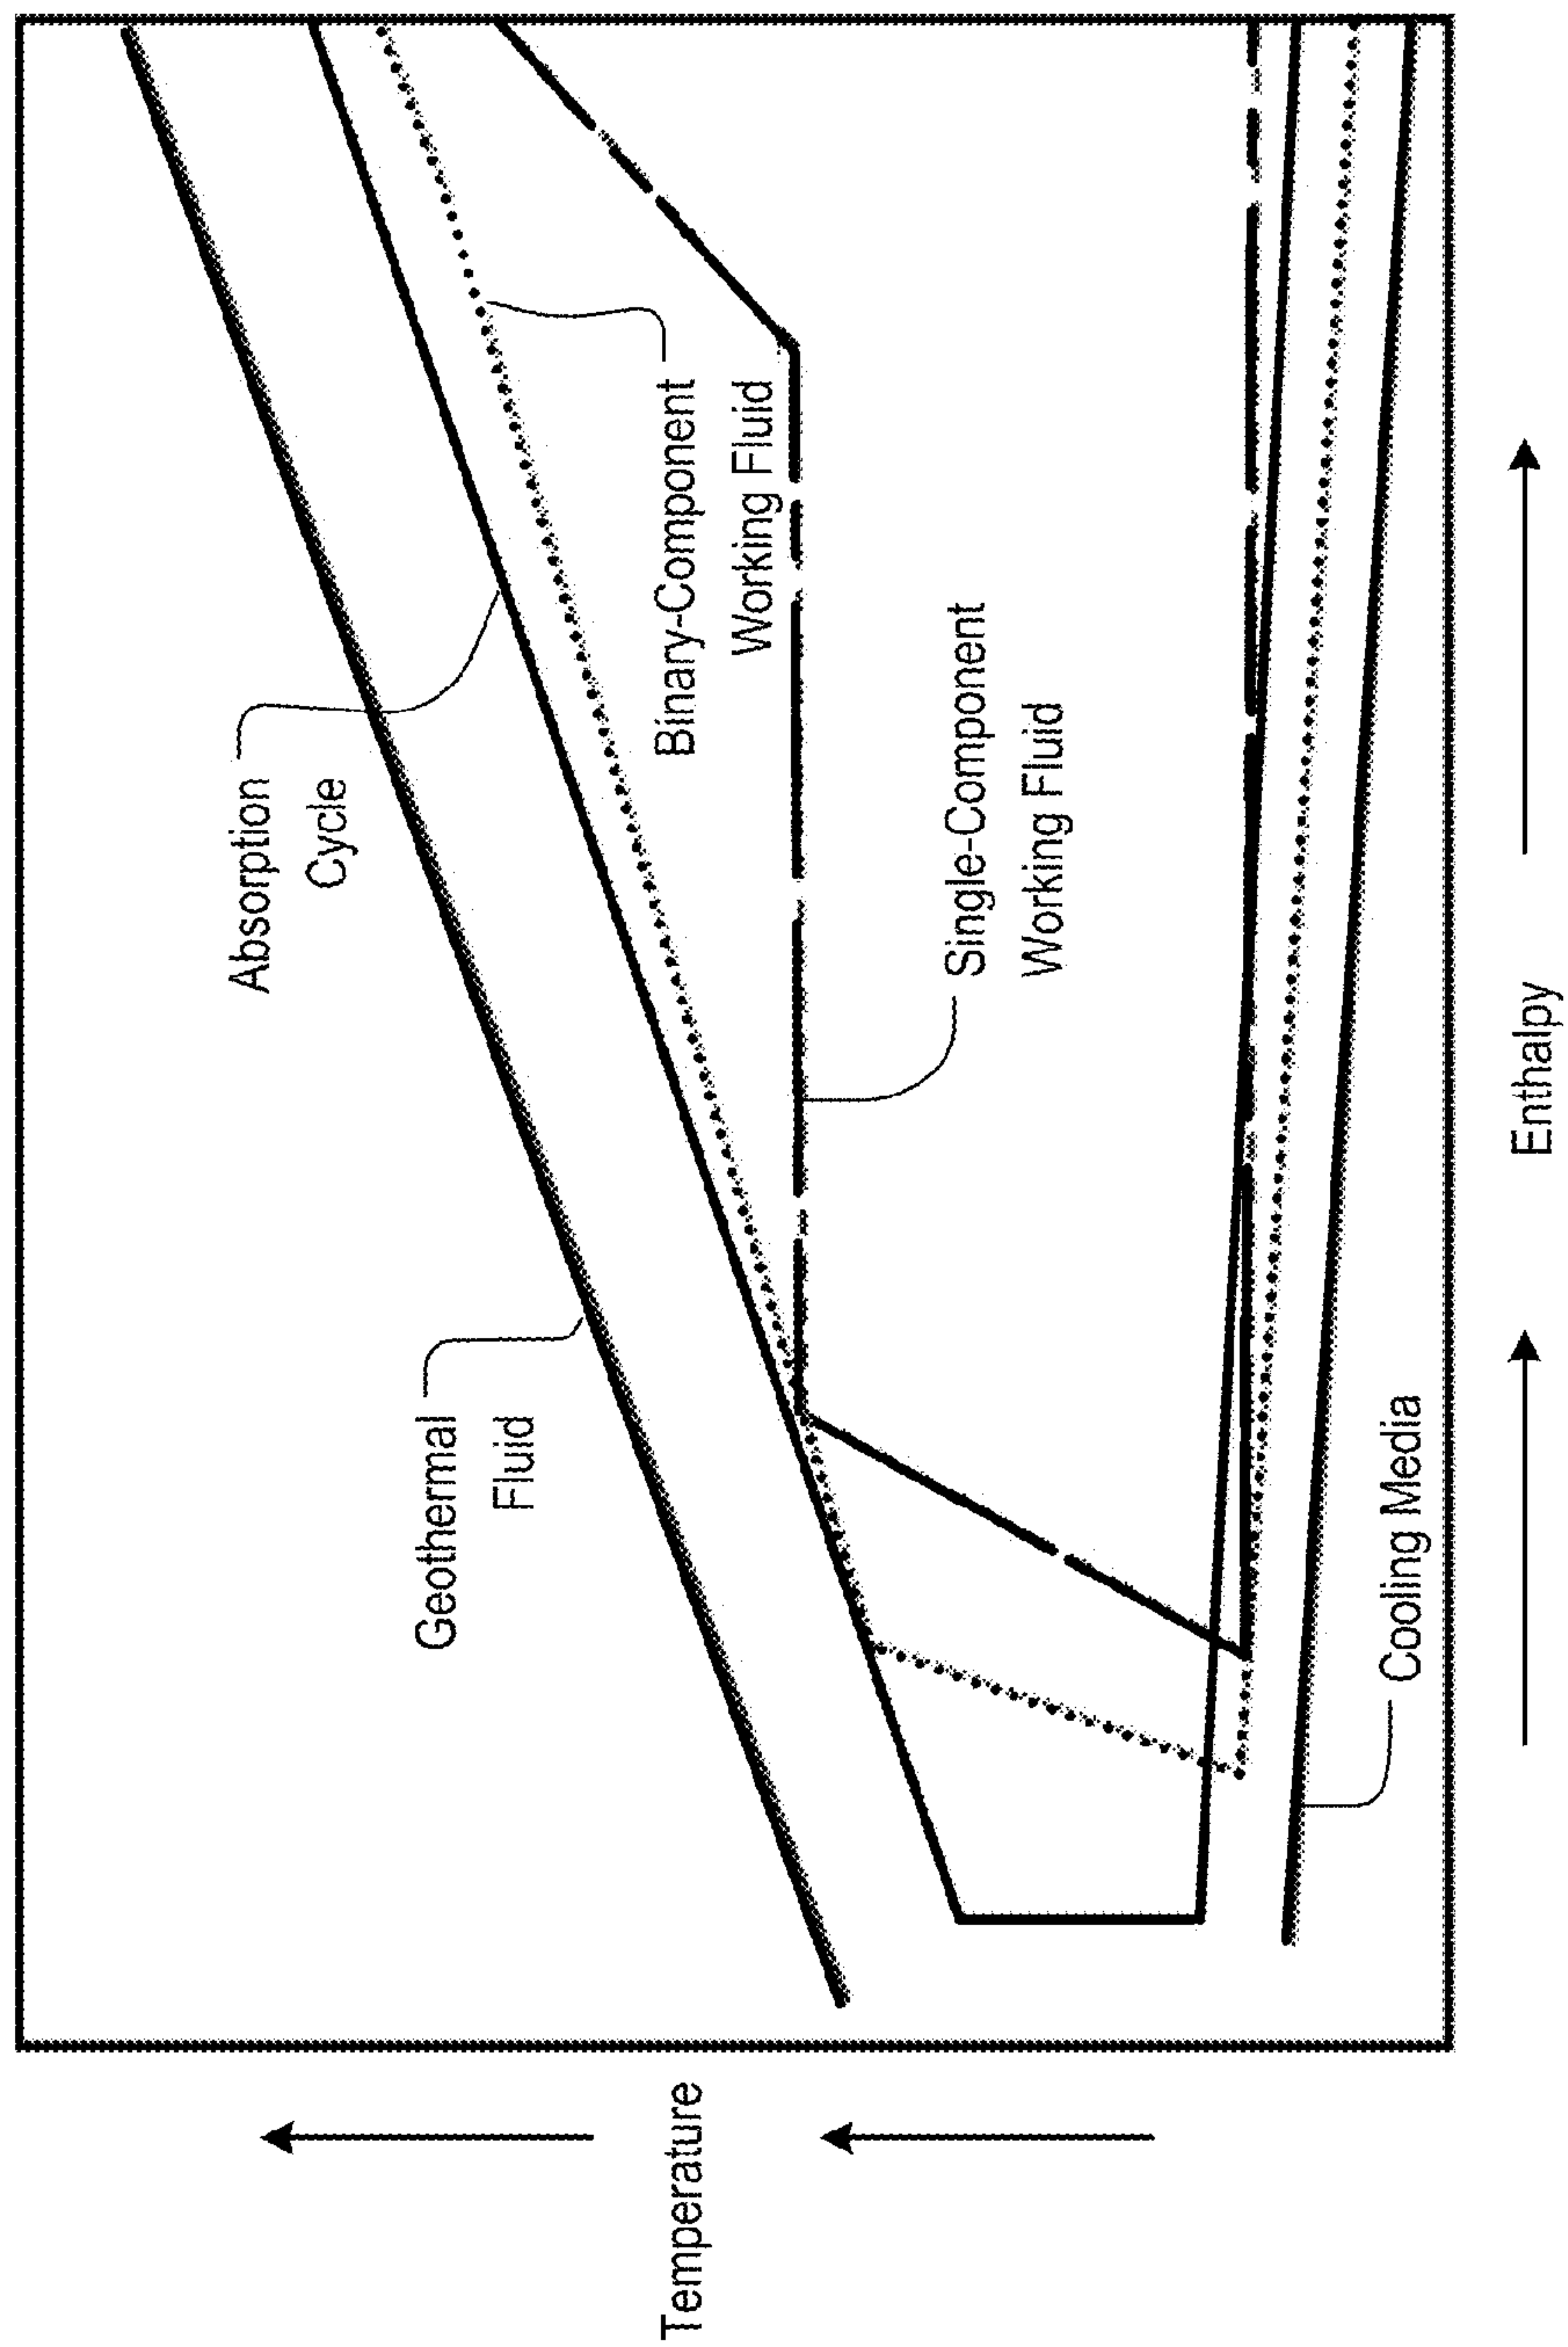 Absorption
Cycle
Geothermal
Fluid
Binary-Component
Working Fluid
Single-Component
Working Fluid
Cooling Media
Temperature
Enthalpy